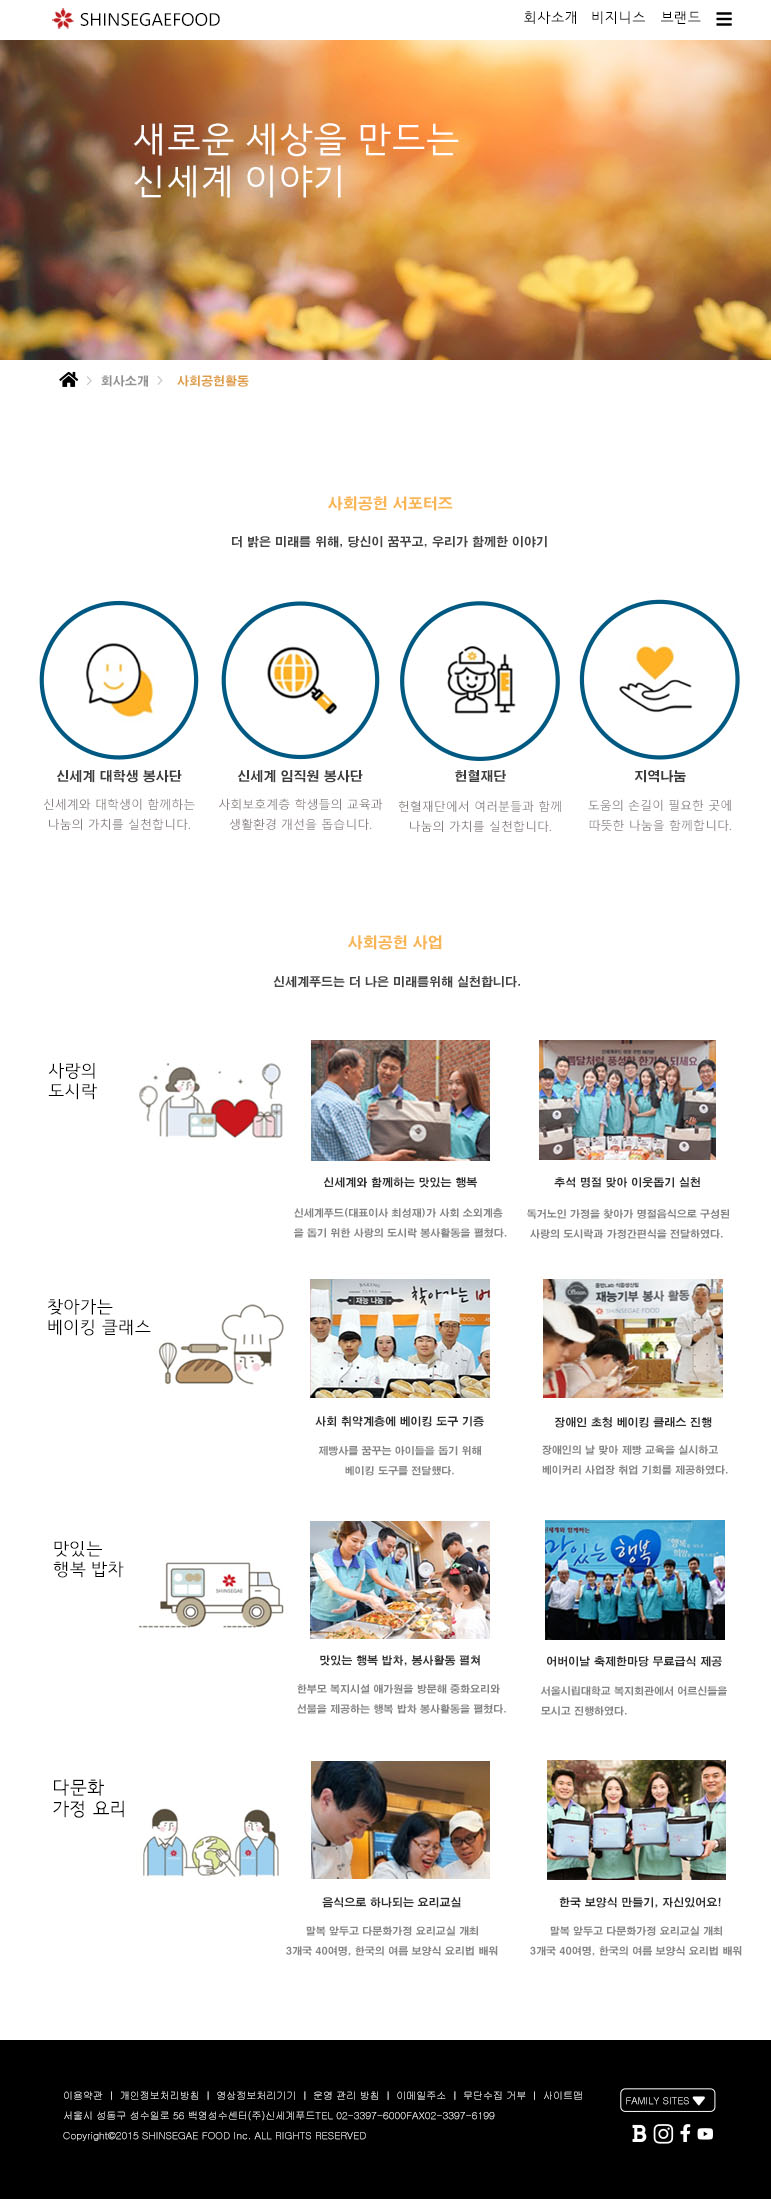 SHINSEGAEFOOD
회사소개 비지니스 브랜드
새로운 세상을 만드는
신세계 이야기
회사소개 사회공헌활동
사회공헌 서포터즈
더 밝은 미래를 위해, 당신이 꿈꾸고, 우리가 함께한 이야기
신세계 대학생 봉사단
신세계와 대학생이 함께하는
나눔의 가치를 실천합니다.
신세계 임직원 봉사단
사회보호계층 학생들의 교육과
생활환경 개선을 돕습니다.
헌혈재단
헌혈재단에서 여러분들과 함께
나눔의 가치를 실천합니다.
지역나눔
도움의 손길이 필요한 곳에
따뜻한 나눔을 함께합니다.
사회공헌 사업
신세계푸드는 더 나은 미래를위해 실천합니다.
사랑의
도시락
신세계와 함께하는 맛있는 행복
신세계푸드(대표이사 최성재)가 사회 소외계층
을 돕기 위한 사랑의 도시락 봉사활동을 펼쳤다.
풍성한 한가위 되세요
추석 명절 맞아 이웃돕기 실천
독거노인 가정을 찾아가 명절음식으로 구성된
사랑의 도시락과 가정간편식을 전달하였다.
찾아가는
베이킹 클래스
재능 나눔
찾아가는 베
사회 취약계층에 베이킹 도구 기증
제빵사를 꿈꾸는 아이들을 돕기 위해
베이킹 도구를 전달했다.
재능기부 봉사 활동
SHINSEGAE FOOD
장애인 초청 베이킹 클래스 진행
장애인의 날 맞아 제빵 교육을 실시하고
베이커리 사업장 취업 기회를 제공하였다.
맛있는
행복 밥차
SHINSEGAE
맛있는 행복 밥차, 봉사활동 펼쳐
한부모 복지시설 애가원을 방문해 중화요리와
선물을 제공하는 행복 밥차 봉사활동을 펼쳤다.
맛있는 행복
어버이날 축제한마당 무료급식 제공
서울시립대학교 복지회관에서 어르신들을
모시고 진행하였다.
다문화
가정 요리
음식으로 하나되는 요리교실
말복 앞두고 다문화가정 요리교실 개최
3개국 40여명, 한국의 여름 보양식 요리법 배워
한국 보양식 만들기, 자신있어요!
말복 앞두고 다문화가정 요리교실 개최
3개국 40여명, 한국의 여름 보양식 요리법 배워
이용약관 | 개인정보처리방침 | 영상정보처리기기 | 운영 관리 방침 | 이메일주소 | 무단수집 거부 | 사이트맵
서울시 성동구 성수일로 56 백영성수센터(주)신세계푸드TEL 02-3397-6000FAX02-3397-6199
Copyright©2015 SHINSEGAE FOOD Inc. ALL RIGHTS RESERVED
FAMILY SITES